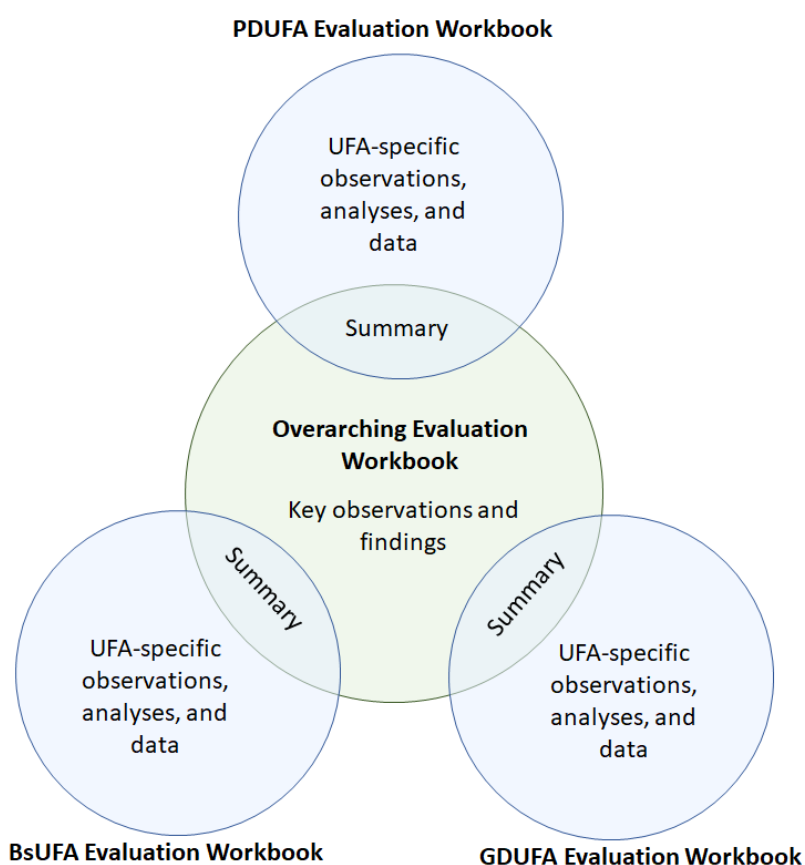 PDUFA Evaluation Workbook
UFA-specific
observations,
analyses, and
data
Summary
Overarching Evaluation
Workbook
Key observations and
findings
Summary
Summary
UFA-specific
observations,
analyses, and
data
UFA-specific
observations,
analyses, and
data
BsUFA Evaluation Workbook
GDUFA Evaluation Workbook